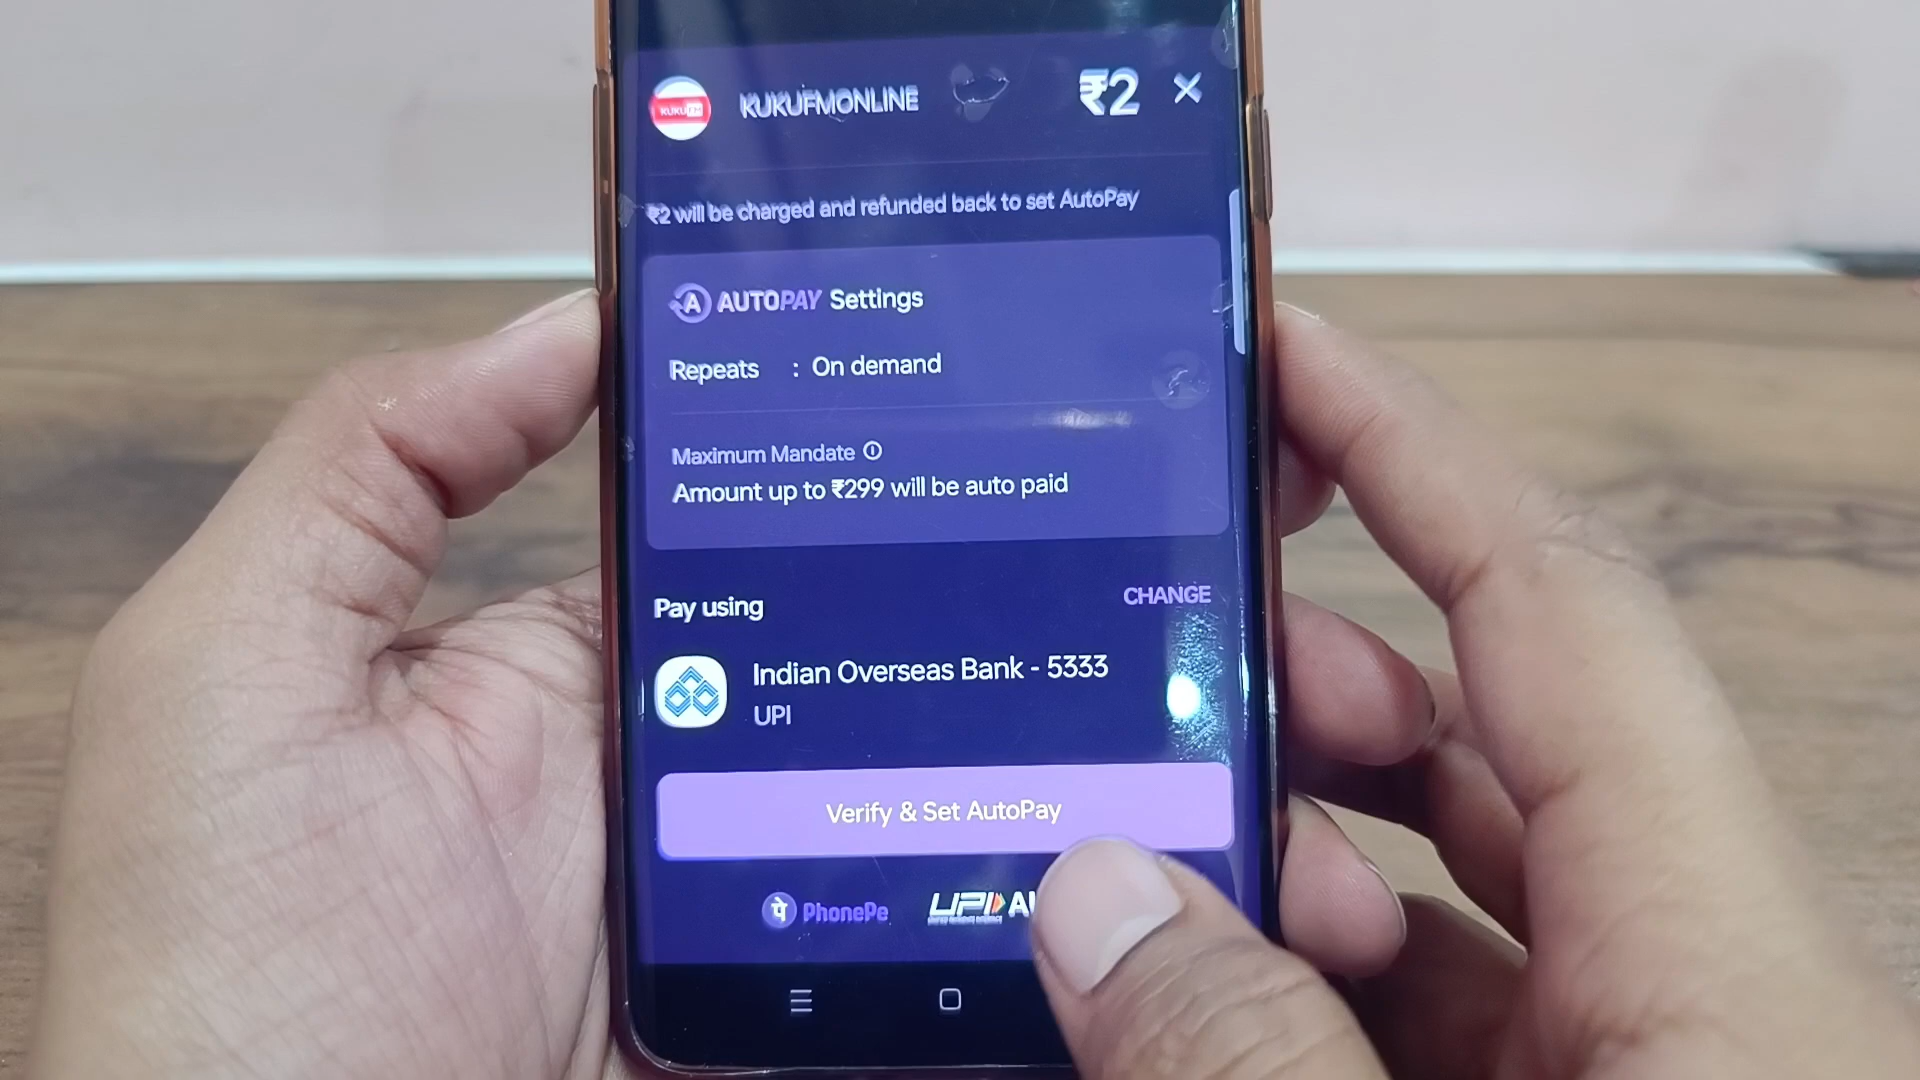 KUKU FM
KUKUFMONLINE
₹2
₹2 will be charged and refunded back to set AutoPay
AUTOPAY Settings
Repeats : On demand
Maximum Mandate
Amount up to ₹299 will be auto paid
Pay using
CHANGE
Indian Overseas Bank - 5333
UPI
Verify & Set AutoPay
पे PhonePe
UPI